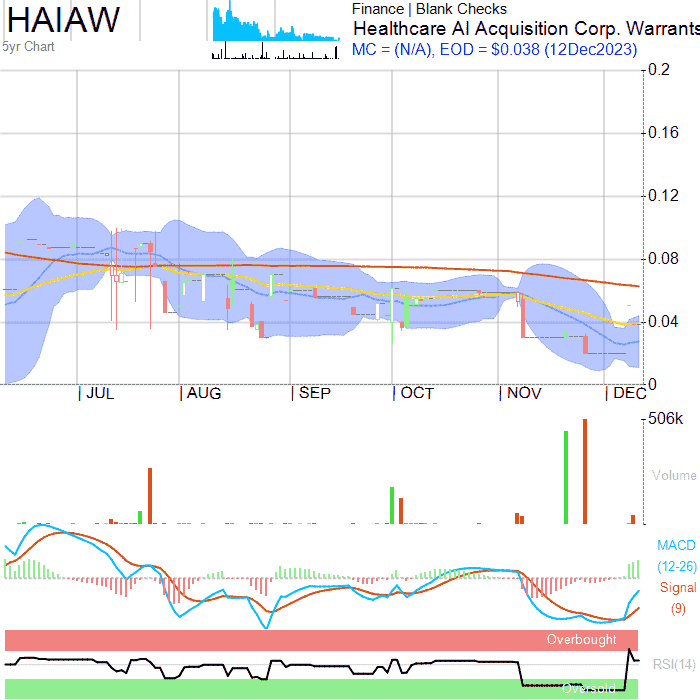 HAIAW
5yr Chart
Finance | Blank Checks
Healthcare AI Acquisition Corp. Warrants
MC = (N/A), EOD = $0.038 (12Dec2023)
0.2
0.16
0.12
0.08
0.04
0
JUL AUG SEP OCT NOV DEC
506k
Volume
MACD
(12-26)
Signal
(9)
Overbought
RSI(14)
Oversold